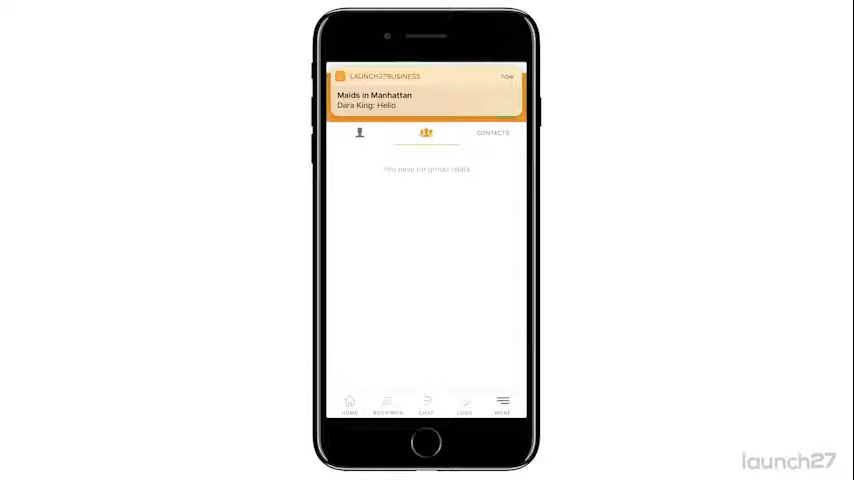 LAUNCH27BUSINESS
now
Maids in Manhattan
Dara King: Hello
CONTACTS
You have no group chats
HOME
BOOKINGS
CHAT
LOGS
MORE
launch27